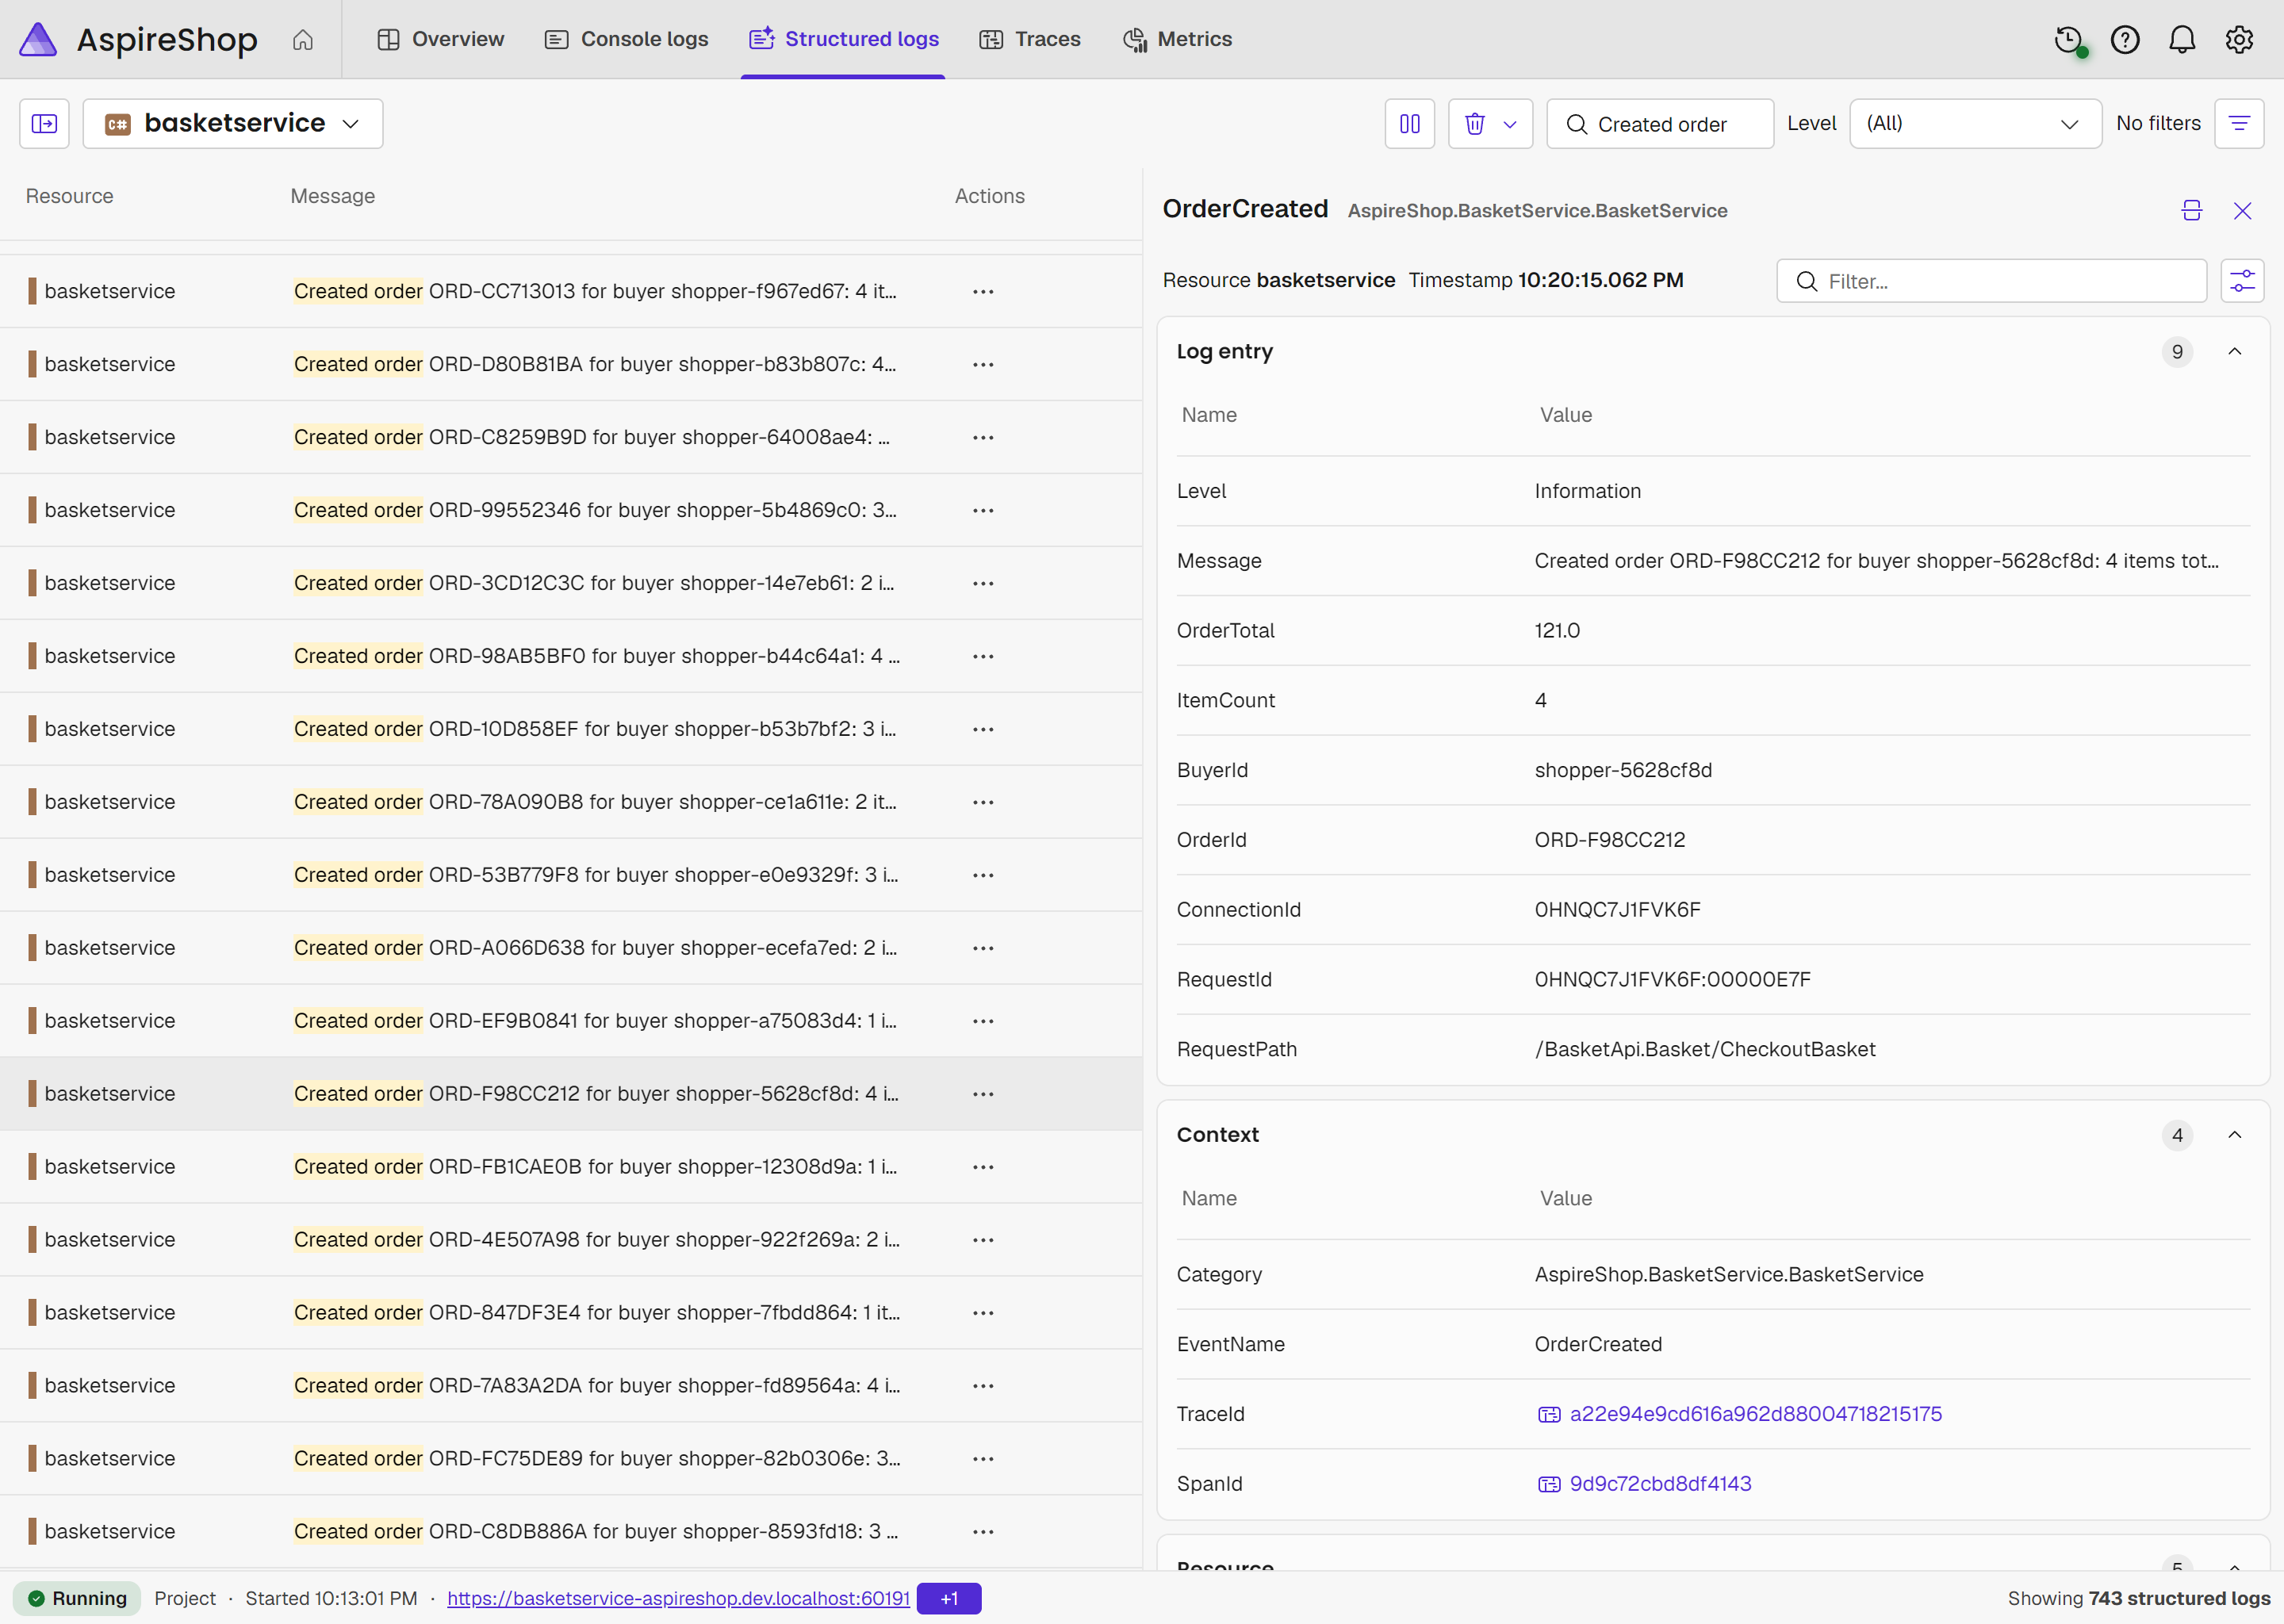 AspireShop
Overview
Console logs
Structured logs
Traces
Metrics
C# basketservice
Created order
Level
(All)
No filters
Resource Message Actions
basketservice Created order ORD-CC713013 for buyer shopper-f967ed67: 4 it...
basketservice Created order ORD-D80B81BA for buyer shopper-b83b807c: 4...
basketservice Created order ORD-C8259B9D for buyer shopper-64008ae4: ...
basketservice Created order ORD-99552346 for buyer shopper-5b4869c0: 3...
basketservice Created order ORD-3CD12C3C for buyer shopper-14e7eb61: 2 i...
basketservice Created order ORD-98AB5BF0 for buyer shopper-b44c64a1: 4 ...
basketservice Created order ORD-10D858EF for buyer shopper-b53b7bf2: 3 i...
basketservice Created order ORD-78A090B8 for buyer shopper-ce1a611e: 2 it...
basketservice Created order ORD-53B779F8 for buyer shopper-e0e9329f: 3 i...
basketservice Created order ORD-A066D638 for buyer shopper-ecefa7ed: 2 i...
basketservice Created order ORD-EF9B0841 for buyer shopper-a75083d4: 1 i...
basketservice Created order ORD-F98CC212 for buyer shopper-5628cf8d: 4 i...
basketservice Created order ORD-FB1CAE0B for buyer shopper-12308d9a: 1 i...
basketservice Created order ORD-4E507A98 for buyer shopper-922f269a: 2 i...
basketservice Created order ORD-847DF3E4 for buyer shopper-7fbdd864: 1 it...
basketservice Created order ORD-7A83A2DA for buyer shopper-fd89564a: 4 i...
basketservice Created order ORD-FC75DE89 for buyer shopper-82b0306e: 3...
basketservice Created order ORD-C8DB886A for buyer shopper-8593fd18: 3 ...
OrderCreated AspireShop.BasketService.BasketService
Resource basketservice Timestamp 10:20:15.062 PM
Filter...
Log entry 9
Name Value
Level Information
Message Created order ORD-F98CC212 for buyer shopper-5628cf8d: 4 items tot...
OrderTotal 121.0
ItemCount 4
BuyerId shopper-5628cf8d
OrderId ORD-F98CC212
ConnectionId 0HNQC7J1FVK6F
RequestId 0HNQC7J1FVK6F:00000E7F
RequestPath /BasketApi.Basket/CheckoutBasket
Context 4
Name Value
Category AspireShop.BasketService.BasketService
EventName OrderCreated
TraceId a22e94e9cd616a962d88004718215175
SpanId 9d9c72cbd8df4143
Resource 5
Running Project · Started 10:13:01 PM · https://basketservice-aspireshop.dev.localhost:60191 +1
Showing 743 structured logs